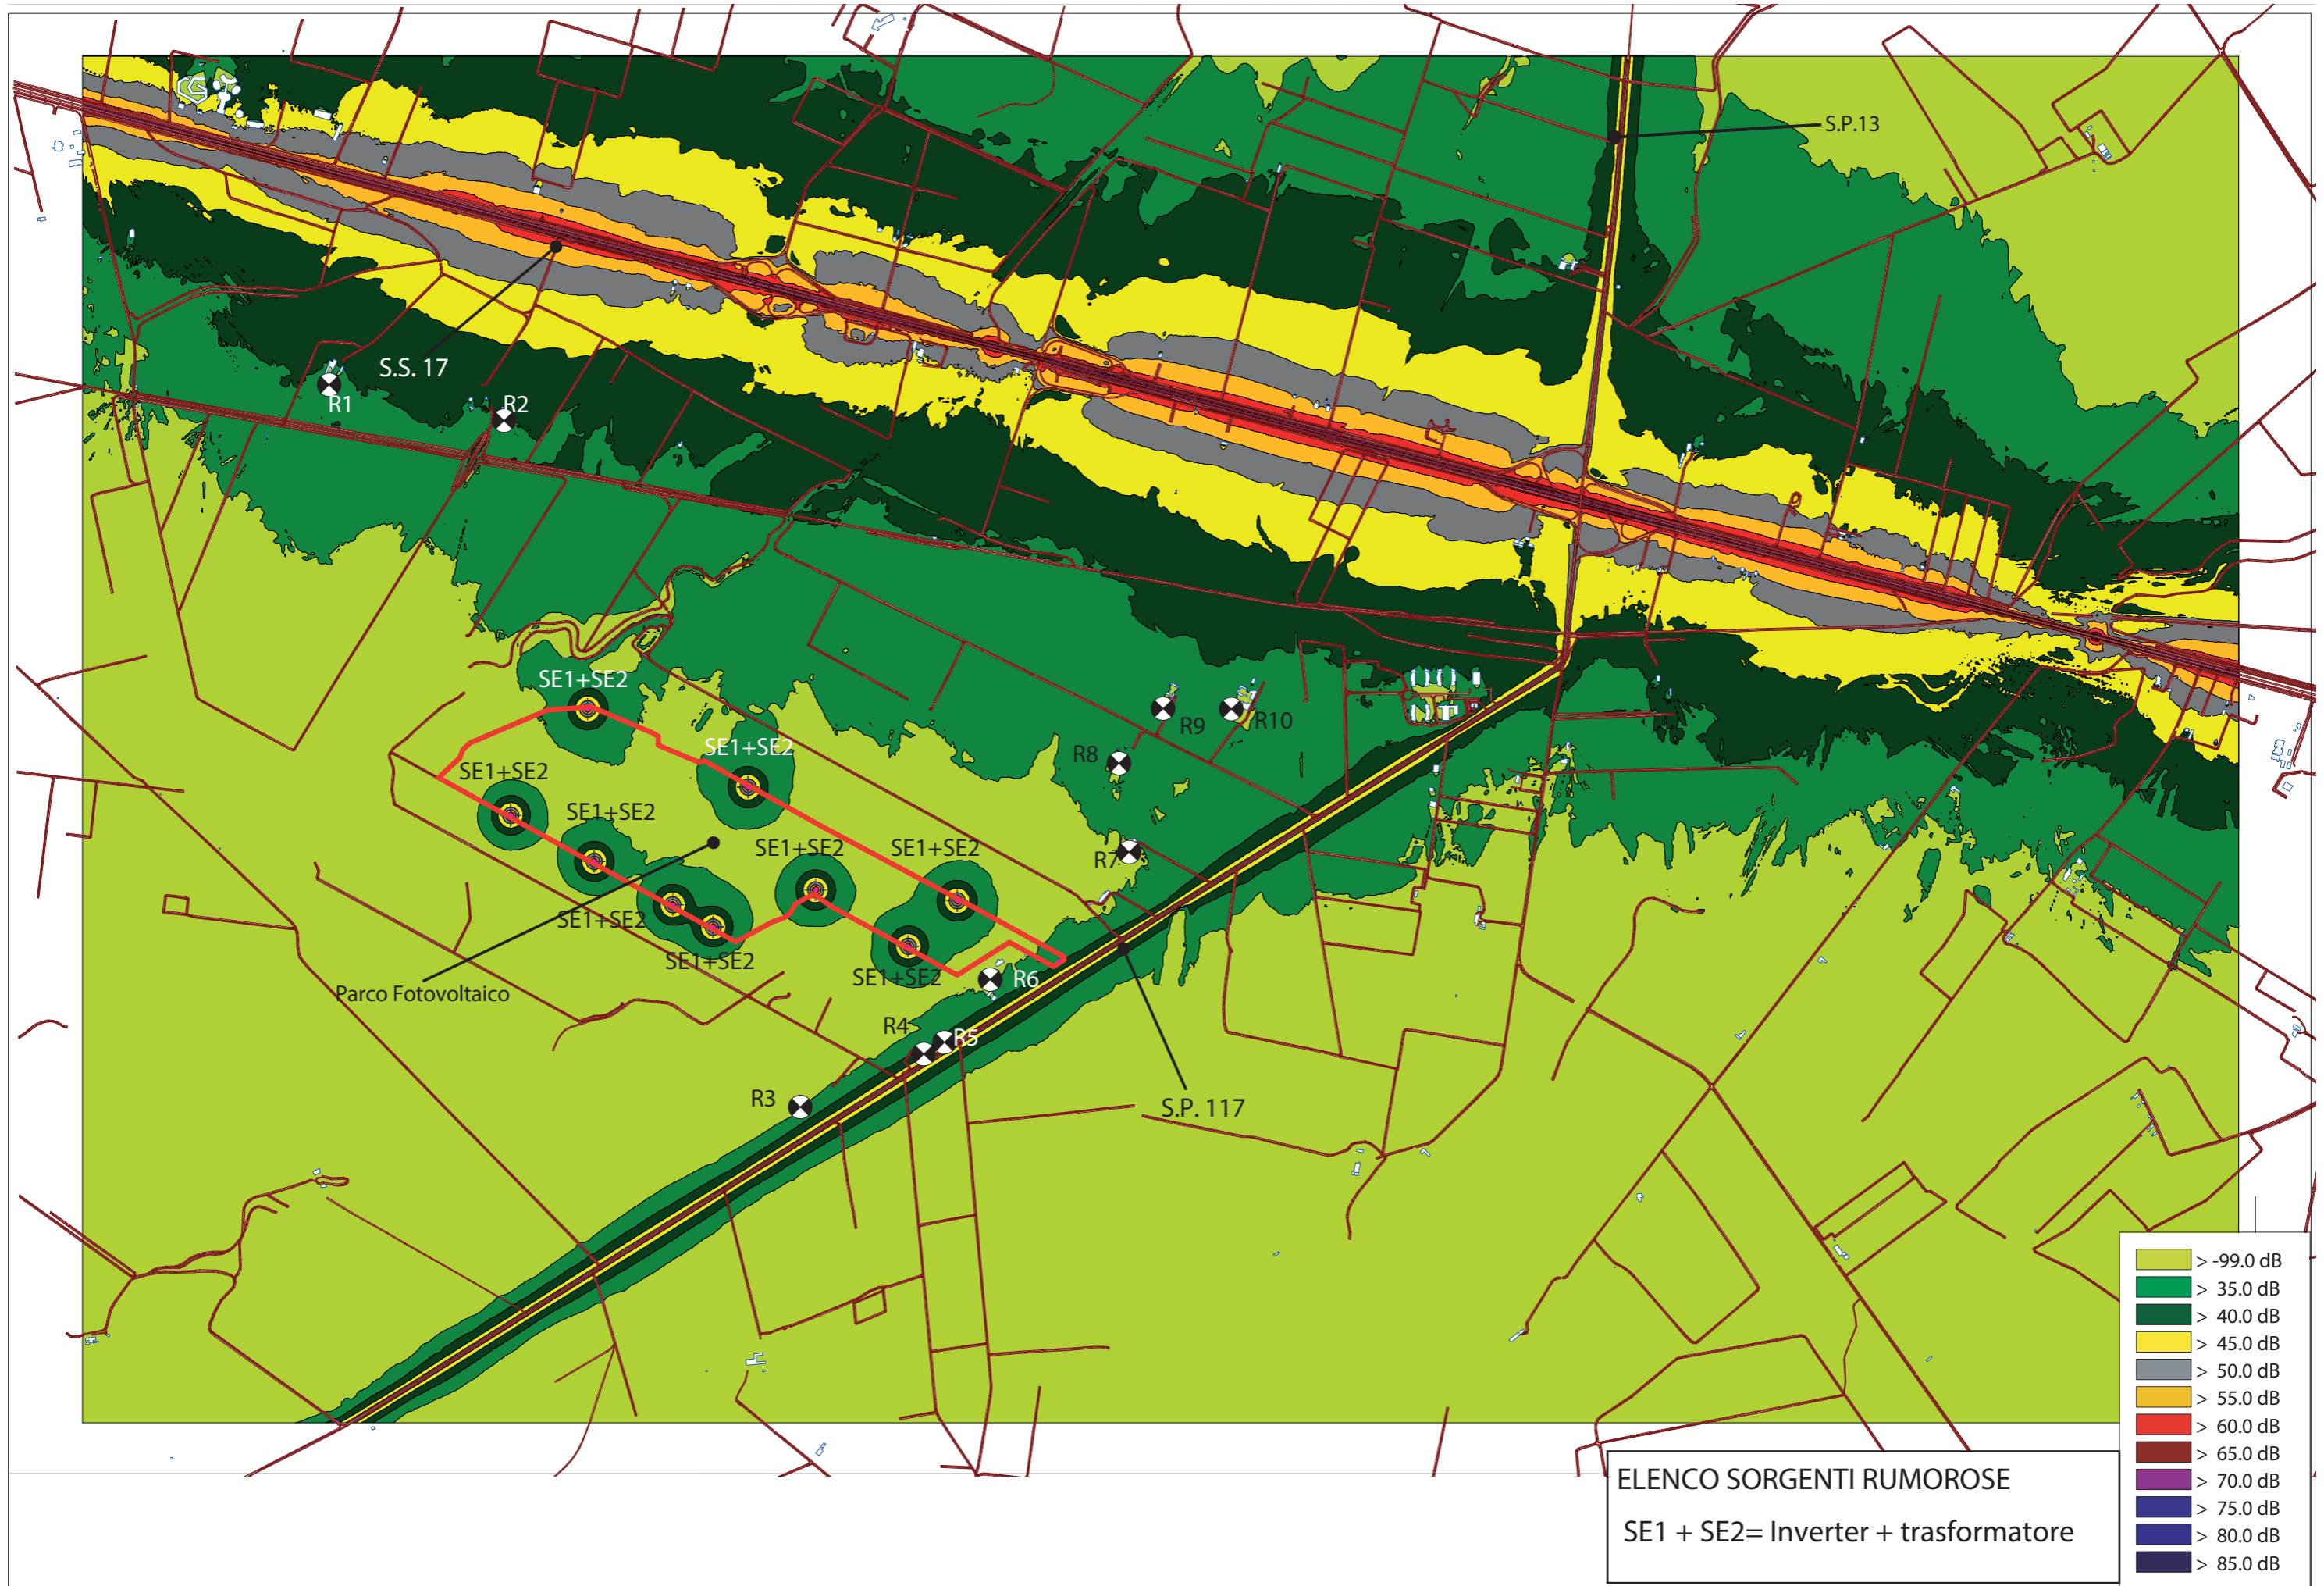 S.P.13
S.S. 17
R1
R2
SE1+SE2
R9
R10
SE1+SE2
R8
SE1+SE2
SE1+SE2
SE1+SE2
SE1+SE2
R7
SE1+SE2
SE1+SE2
SE1+SE2
R6
Parco Fotovoltaico
R4
R5
R3
S.P. 117
> -99.0 dB
> 35.0 dB
> 40.0 dB
> 45.0 dB
> 50.0 dB
> 55.0 dB
> 60.0 dB
> 65.0 dB
> 70.0 dB
> 75.0 dB
> 80.0 dB
> 85.0 dB
ELENCO SORGENTI RUMOROSE
SE1 + SE2= Inverter + trasformatore